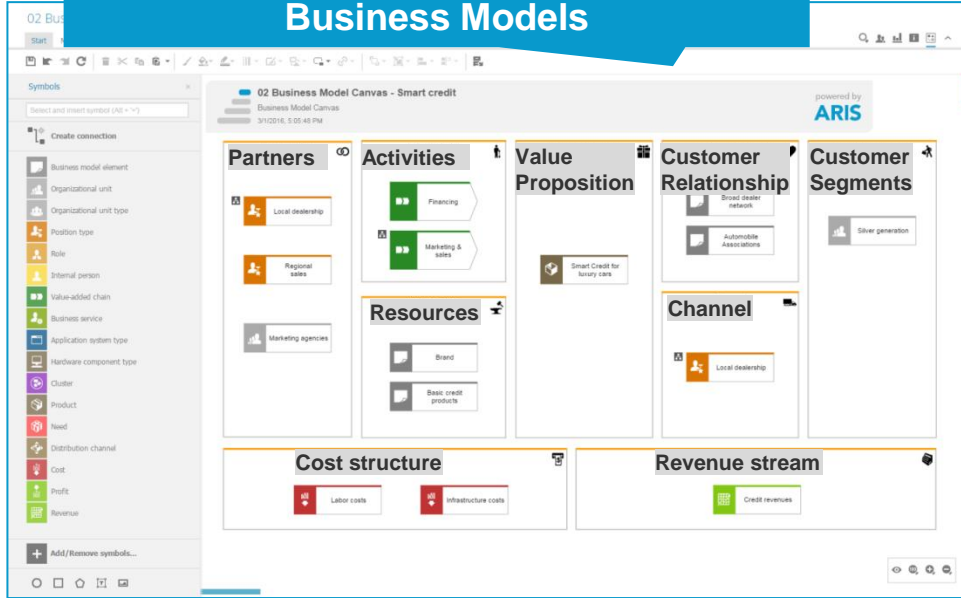 Business Models
02 Bus
Start
Symbols
Select and insert symbol (Alt + '+')
Create connection
Business model element
Organizational unit
Organizational unit type
Position type
Role
Internal person
Value-added chain
Business service
Application system type
Hardware component type
Cluster
Product
Need
Distribution channel
Cost
Profit
Revenue
Add/Remove symbols...
02 Business Model Canvas - Smart credit
Business Model Canvas
3/1/2016, 5:05:48 PM
powered by
ARIS
Partners
Local dealership
Regional
sales
Marketing agencies
Activities
Financing
Marketing &
sales
Resources
Brand
Basic credit
products
Value
Proposition
Smart Credit for
luxury cars
Customer
Relationship
Broad dealer
network
Automobile
Associations
Channel
Local dealership
Customer
Segments
Silver generation
Cost structure
Labor costs
Infrastructure costs
Revenue stream
Credit revenues